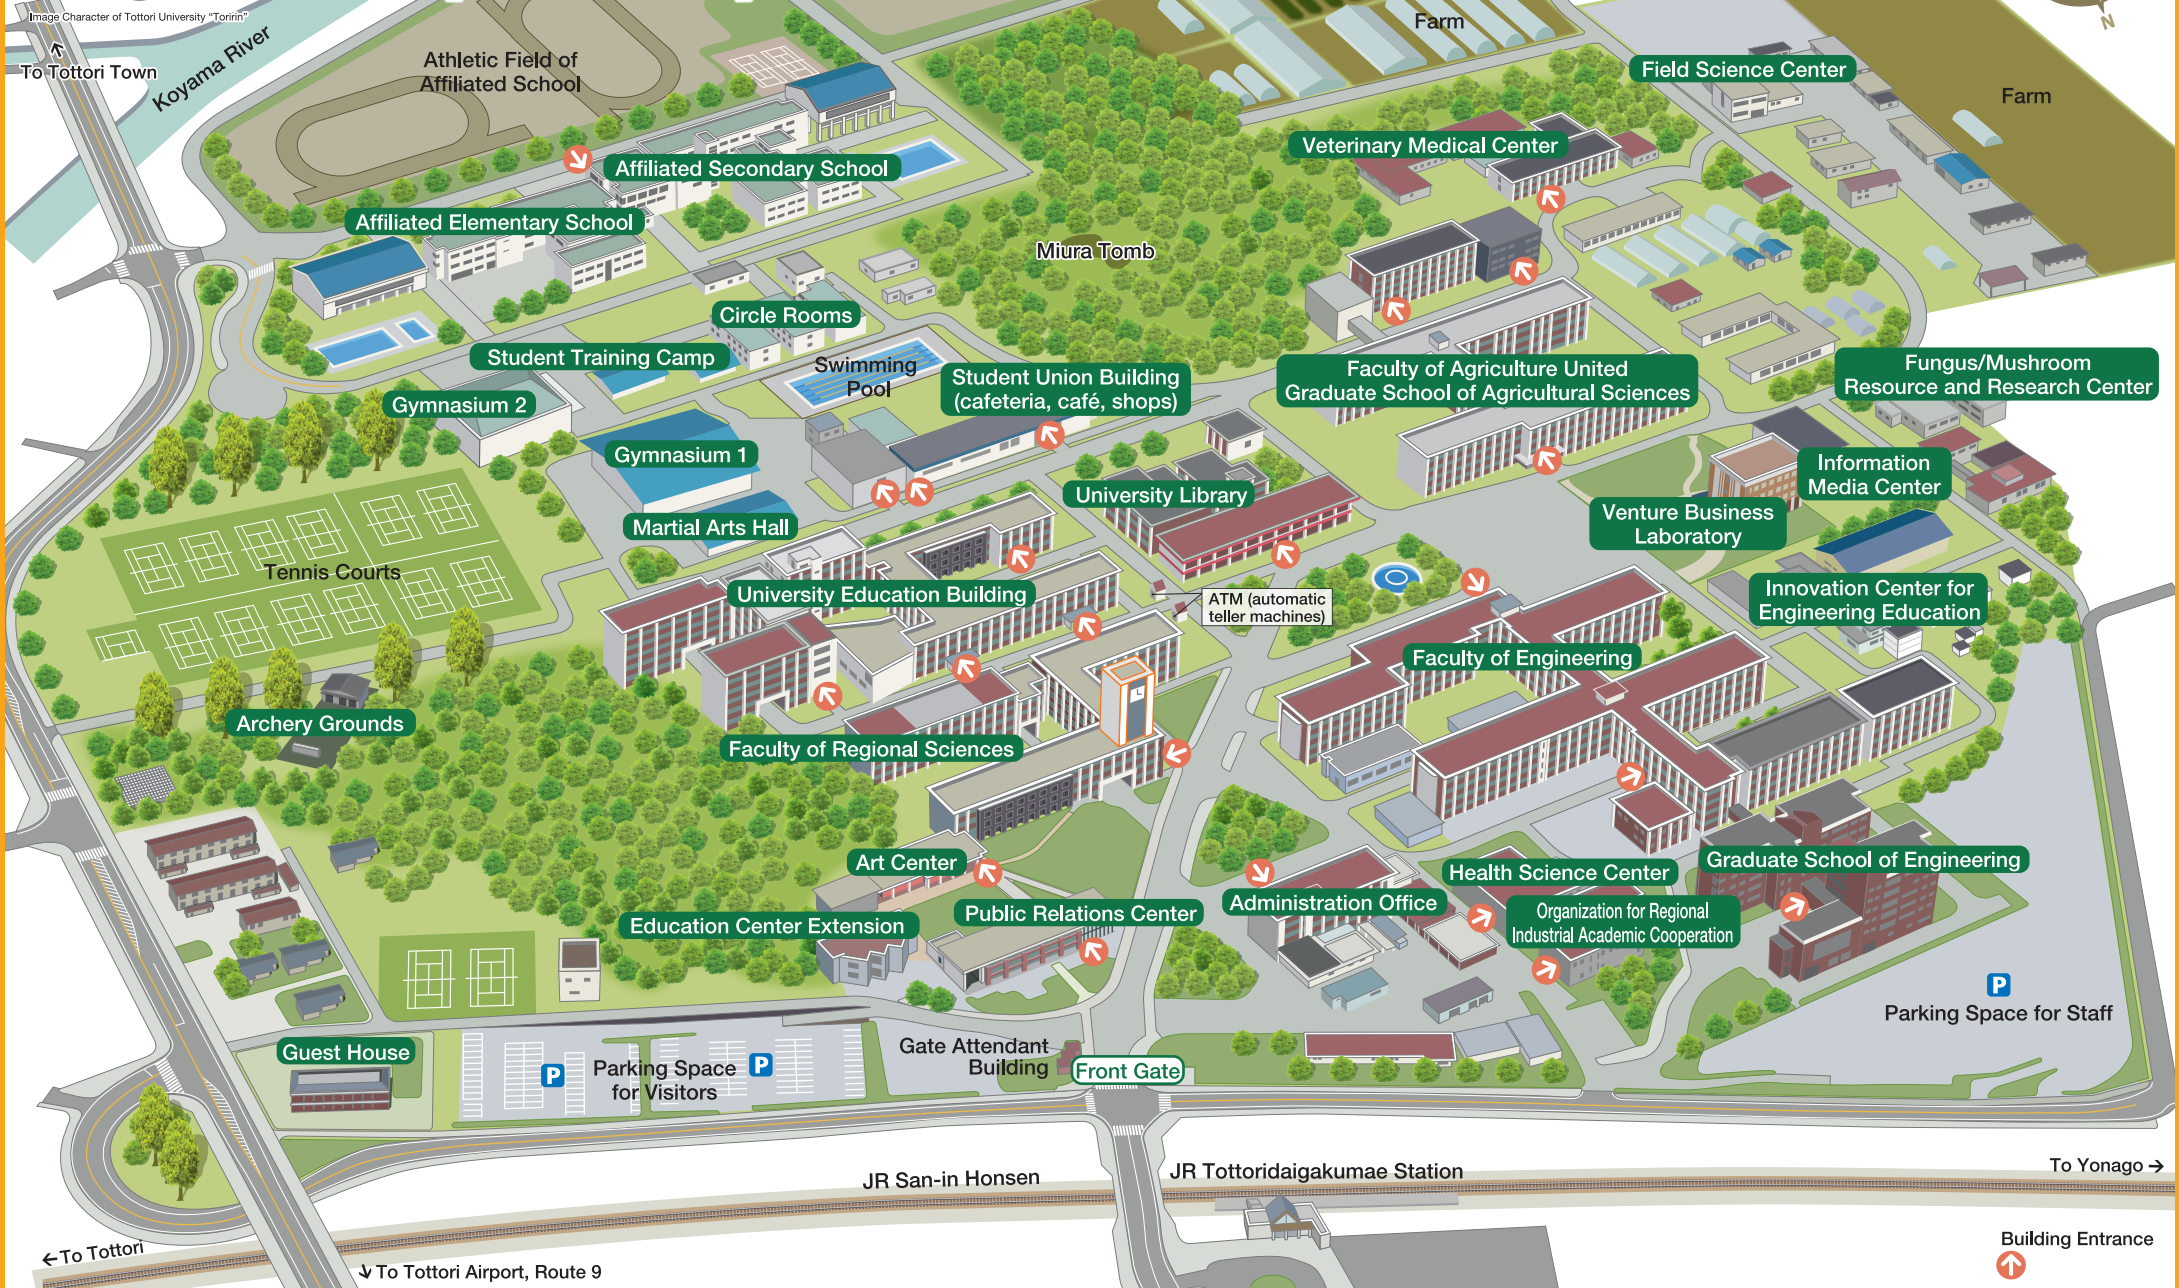 Image Character of Tottori University "Toririn"
To Tottori Town
Koyama River
Athletic Field of
Affiliated School
Farm
N
Field Science Center
Farm
Veterinary Medical Center
Affiliated Secondary School
Affiliated Elementary School
Miura Tomb
Circle Rooms
Student Training Camp
Swimming
Pool
Student Union Building
(cafeteria, café, shops)
Faculty of Agriculture United
Graduate School of Agricultural Sciences
Fungus/Mushroom
Resource and Research Center
Gymnasium 2
Gymnasium 1
University Library
Information
Media Center
Martial Arts Hall
Venture Business
Laboratory
Tennis Courts
University Education Building
ATM (automatic
teller machines)
Innovation Center for
Engineering Education
Faculty of Engineering
Archery Grounds
Faculty of Regional Sciences
Art Center
Health Science Center
Graduate School of Engineering
Administration Office
Public Relations Center
Organization for Regional
Industrial Academic Cooperation
Education Center Extension
P
Parking Space for Staff
Guest House
P
Parking Space
for Visitors
P
Gate Attendant
Building
Front Gate
JR San-in Honsen
JR Tottoridaigakumae Station
To Yonago →
← To Tottori
↓ To Tottori Airport, Route 9
Building Entrance